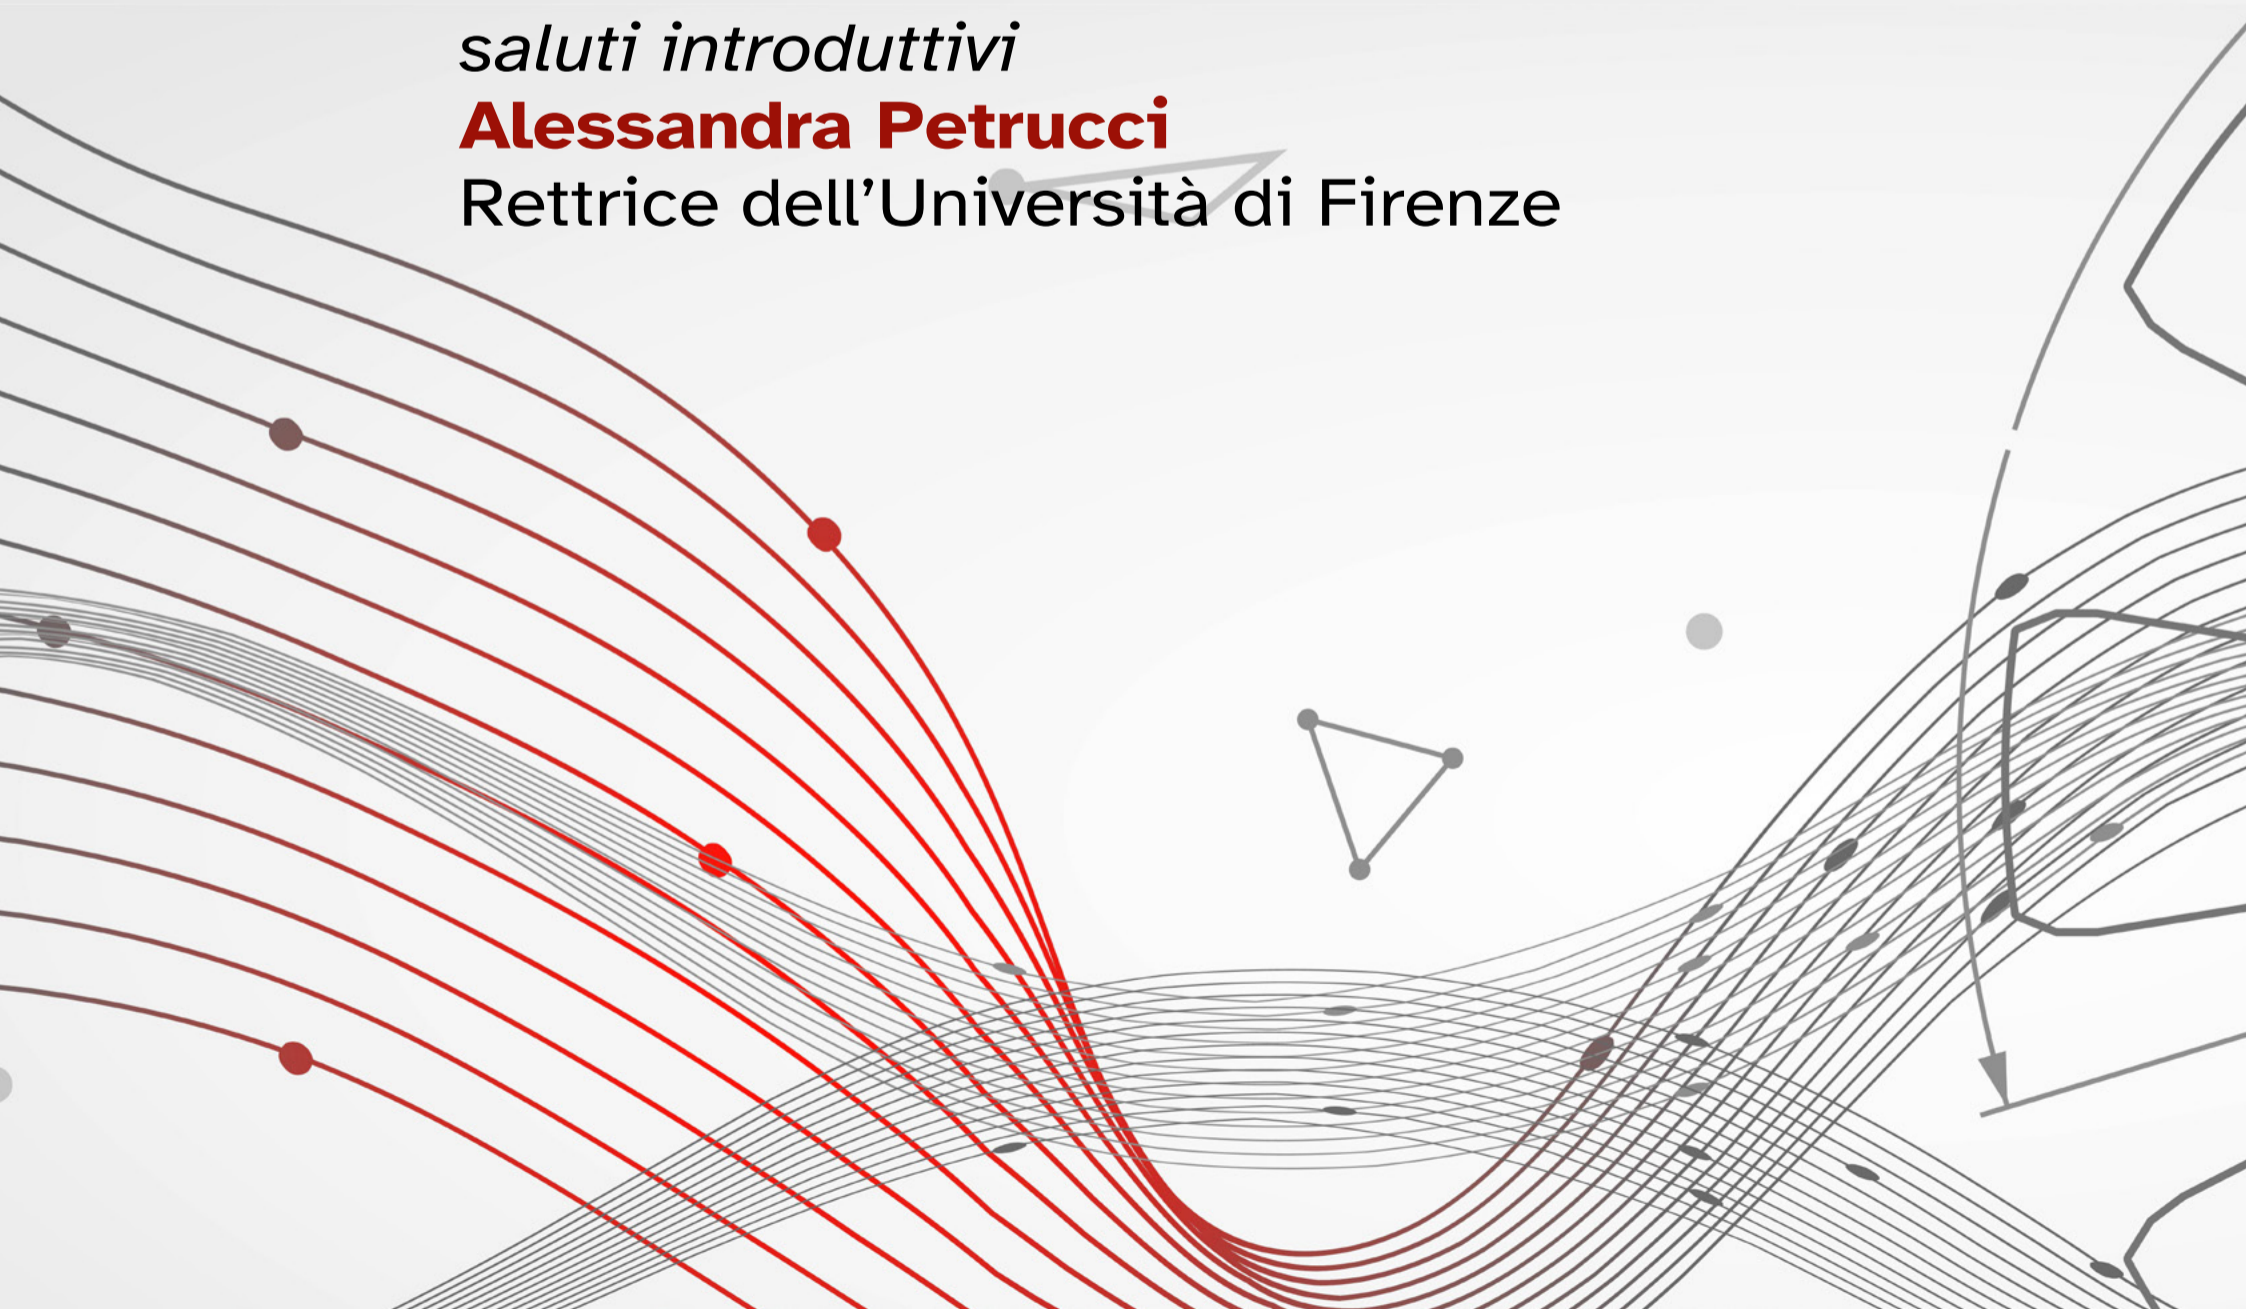 saluti introduttivi
Alessandra Petrucci
Rettrice dell’Università di Firenze